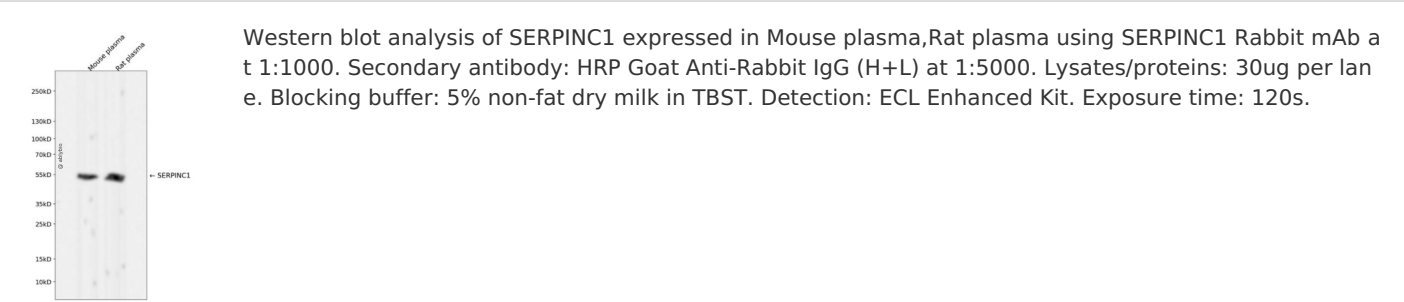 Mouse plasma
Rat plasma
250kD
130kD
100kD
70kD
55kD
35kD
25kD
15kD
10kD
@ ablybio
← SERPINC1
Western blot analysis of SERPINC1 expressed in Mouse plasma,Rat plasma using SERPINC1 Rabbit mAb a
t 1:1000. Secondary antibody: HRP Goat Anti-Rabbit IgG (H+L) at 1:5000. Lysates/proteins: 30ug per lan
e. Blocking buffer: 5% non-fat dry milk in TBST. Detection: ECL Enhanced Kit. Exposure time: 120s.